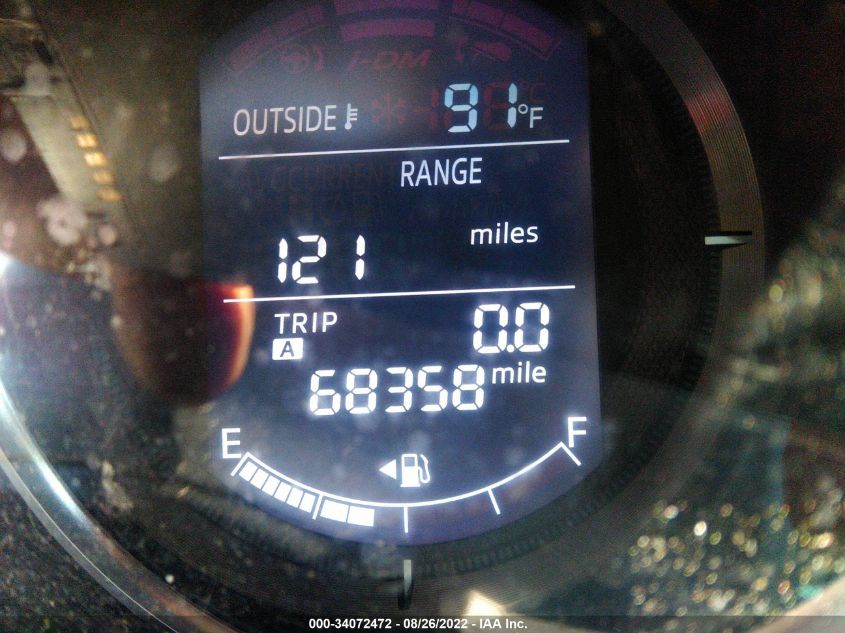 i-DM
OUTSIDE 91°F
RANGE
121 miles
TRIP 0.0
A
68358 mile
E F
000-34072472 - 08/26/2022 - IAA Inc.